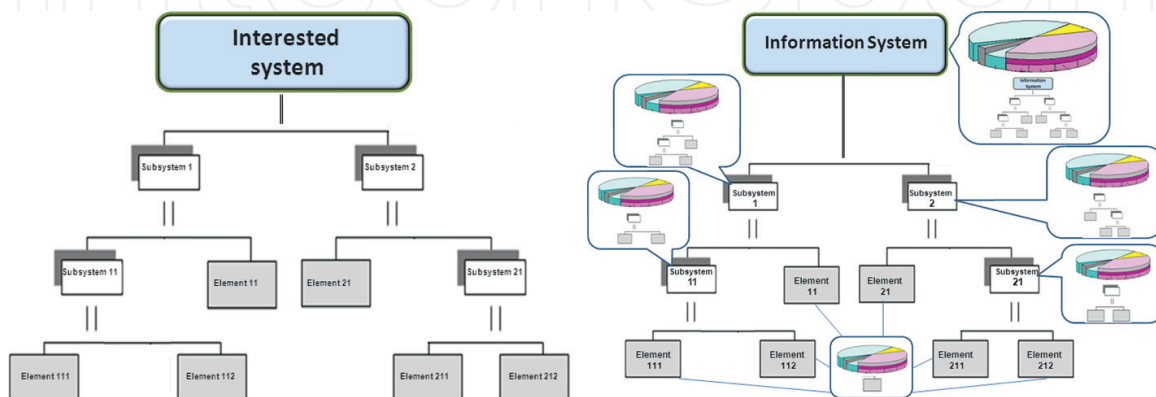 Interested
system
Subsystem 1
Subsystem 2
Subsystem 11
Element 11
Element 21
Subsystem 21
Element 111
Element 112
Element 211
Element 212
Information System
Information
System
Subsystem
1
Subsystem
2
Subsystem
11
Element
11
Element
21
Subsystem
21
Element
111
Element
112
Element
211
Element
212